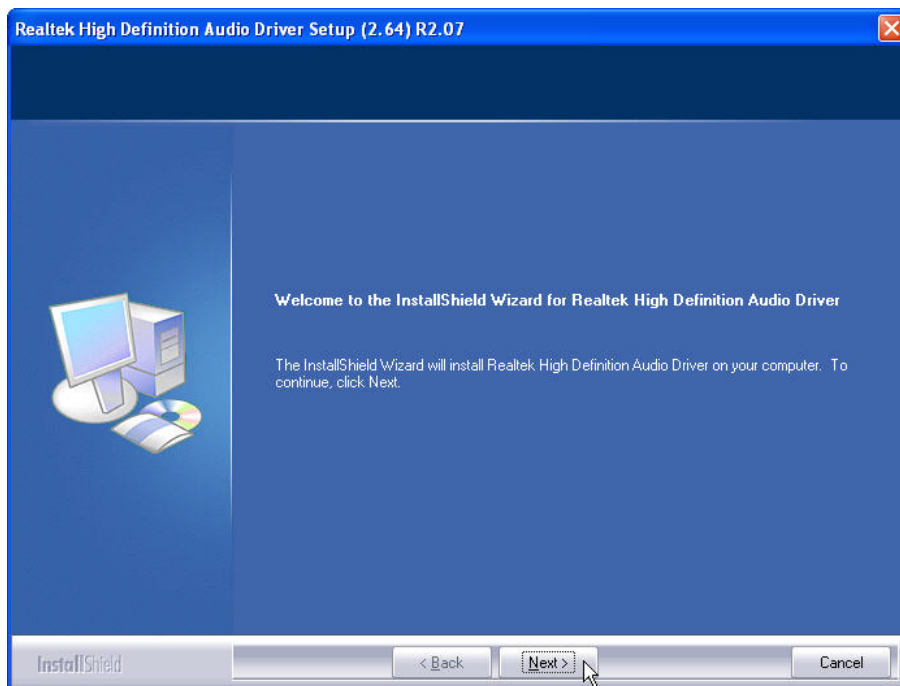 Realtek High Definition Audio Driver Setup (2.64) R2.07
Welcome to the InstallShield Wizard for Realtek High Definition Audio Driver
The InstallShield Wizard will install Realtek High Definition Audio Driver on your computer. To
continue, click Next.
InstallShield
< Back
Next >
Cancel